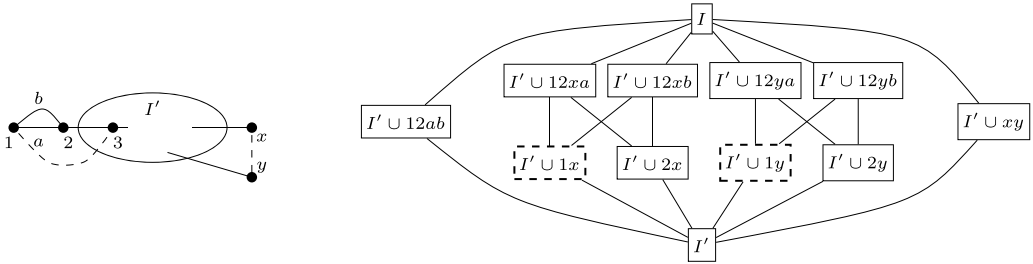 b
I′
1
a
2
3
x
y
I
I′ ∪ 12xa
I′ ∪ 12xb
I′ ∪ 12ya
I′ ∪ 12yb
I′ ∪ 12ab
I′ ∪ xy
I′ ∪ 1x
I′ ∪ 2x
I′ ∪ 1y
I′ ∪ 2y
I′